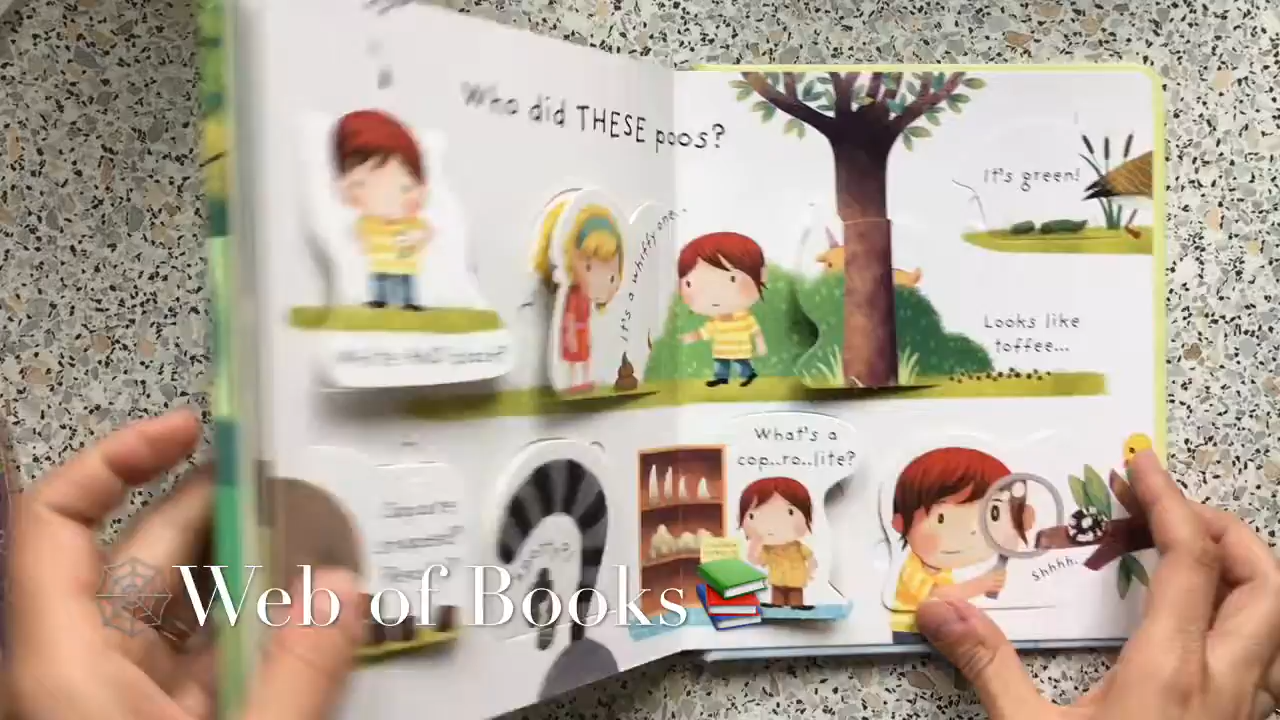 Who did THESE poos?
It's a whiffy one...
It's green!
Looks like
toffee...
What's a
cop..ro..lite?
Shhhh.
Web of Books